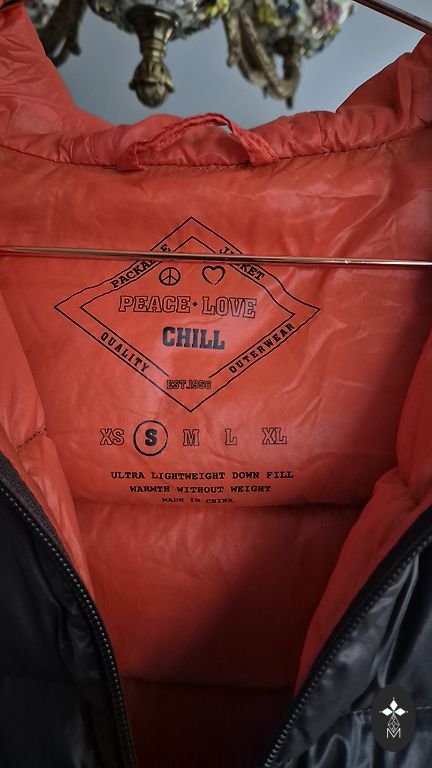 PACKABLE JACKET
PEACE • LOVE
CHILL
QUALITY OUTERWEAR
EST.1956
XS S M L XL
ULTRA LIGHTWEIGHT DOWN FILL
WARMTH WITHOUT WEIGHT
MADE IN CHINA
M